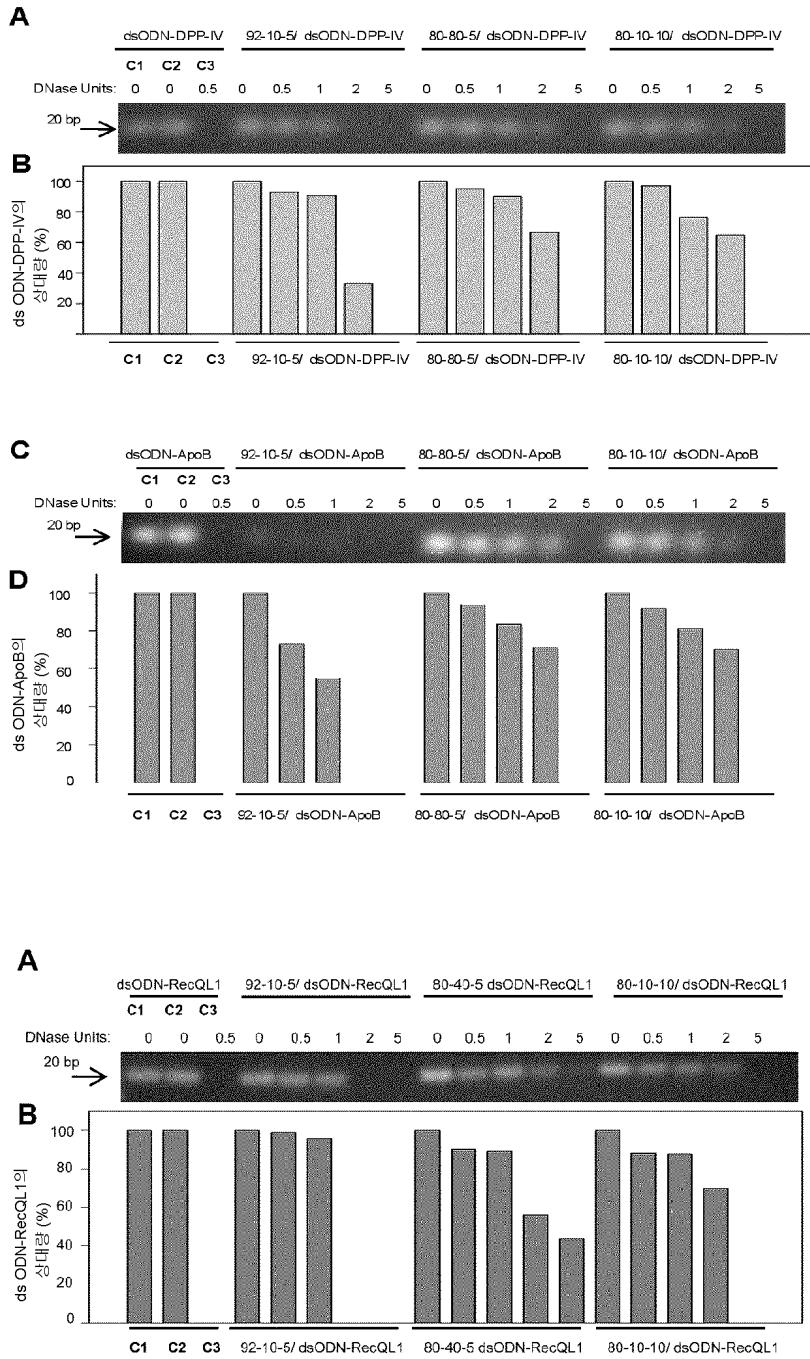 A
dsODN-DPP-IV 92-10-5/ dsODN-DPP-IV 80-80-5/ dsODN-DPP-IV 80-10-10/ dsODN-DPP-IV
C1 C2 C3
DNase Units: 0 0 0.5 0 0.5 1 2 5 0 0.5 1 2 5 0 0.5 1 2 5
20 bp
B
ds ODN-DPP-IV의
상대량 (%)
100
80
60
40
20
C1 C2 C3 92-10-5/ dsODN-DPP-IV 80-80-5/ dsODN-DPP-IV 80-10-10/ dsODN-DPP-IV
C
dsODN-ApoB 92-10-5/ dsODN-ApoB 80-80-5/ dsODN-ApoB 80-10-10/ dsODN-ApoB
C1 C2 C3
DNase Units: 0 0 0.5 0 0.5 1 2 5 0 0.5 1 2 5 0 0.5 1 2 5
20 bp
D
ds ODN-ApoB의
상대량 (%)
100
80
60
40
20
0
C1 C2 C3 92-10-5/ dsODN-ApoB 80-80-5/ dsODN-ApoB 80-10-10/ dsODN-ApoB
A
dsODN-RecQL1 92-10-5/ dsODN-RecQL1 80-40-5 dsODN-RecQL1 80-10-10/ dsODN-RecQL1
C1 C2 C3
DNase Units: 0 0 0.5 0 0.5 1 2 5 0 0.5 1 2 5 0 0.5 1 2 5
20 bp
B
ds ODN-RecQL1의
상대량 (%)
100
80
60
40
20
0
C1 C2 C3 92-10-5/ dsODN-RecQL1 80-40-5 dsODN-RecQL1 80-10-10/ dsODN-RecQL1